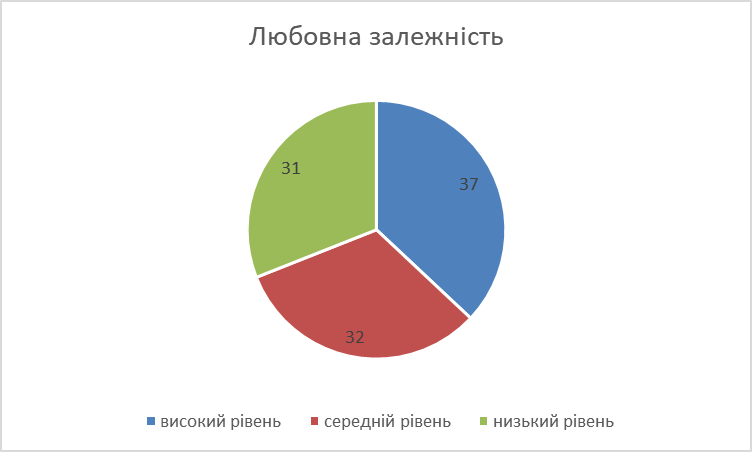 Любовна залежність
31
37
32
високий рівень
середній рівень
низький рівень